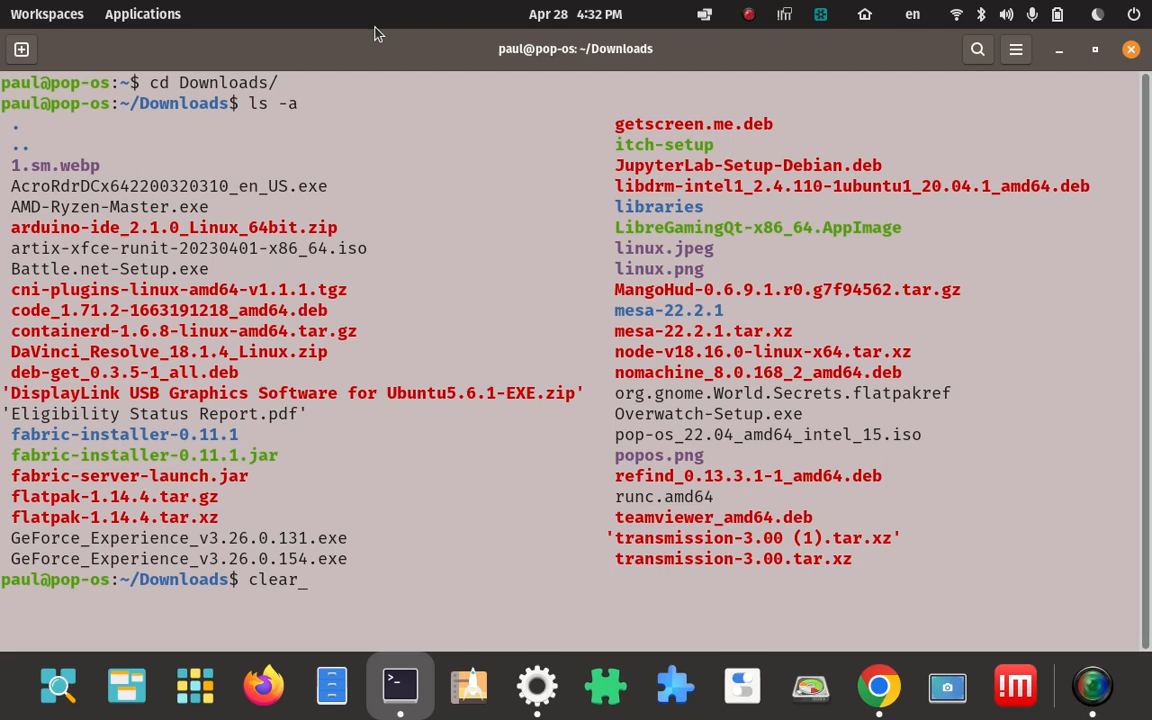 Workspaces Applications Apr 28 4:32 PM en
paul@pop-os: ~/Downloads
paul@pop-os:~$ cd Downloads/
paul@pop-os:~/Downloads$ ls -a
.
..
1.sm.webp
AcroRdrDCx642200320310_en_US.exe
AMD-Ryzen-Master.exe
arduino-ide_2.1.0_Linux_64bit.zip
artix-xfce-runit-20230401-x86_64.iso
Battle.net-Setup.exe
cni-plugins-linux-amd64-v1.1.1.tgz
code_1.71.2-1663191218_amd64.deb
containerd-1.6.8-linux-amd64.tar.gz
DaVinci_Resolve_18.1.4_Linux.zip
deb-get_0.3.5-1_all.deb
'DisplayLink USB Graphics Software for Ubuntu5.6.1-EXE.zip'
'Eligibility Status Report.pdf'
fabric-installer-0.11.1
fabric-installer-0.11.1.jar
fabric-server-launch.jar
flatpak-1.14.4.tar.gz
flatpak-1.14.4.tar.xz
GeForce_Experience_v3.26.0.131.exe
GeForce_Experience_v3.26.0.154.exe
getscreen.me.deb
itch-setup
JupyterLab-Setup-Debian.deb
libdrm-intel1_2.4.110-1ubuntu1_20.04.1_amd64.deb
libraries
LibreGamingQt-x86_64.AppImage
linux.jpeg
linux.png
MangoHud-0.6.9.1.r0.g7f94562.tar.gz
mesa-22.2.1
mesa-22.2.1.tar.xz
node-v18.16.0-linux-x64.tar.xz
nomachine_8.0.168_2_amd64.deb
org.gnome.World.Secrets.flatpakref
Overwatch-Setup.exe
pop-os_22.04_amd64_intel_15.iso
popos.png
refind_0.13.3.1-1_amd64.deb
runc.amd64
teamviewer_amd64.deb
'transmission-3.00 (1).tar.xz'
transmission-3.00.tar.xz
paul@pop-os:~/Downloads$ clear_
>_
!M